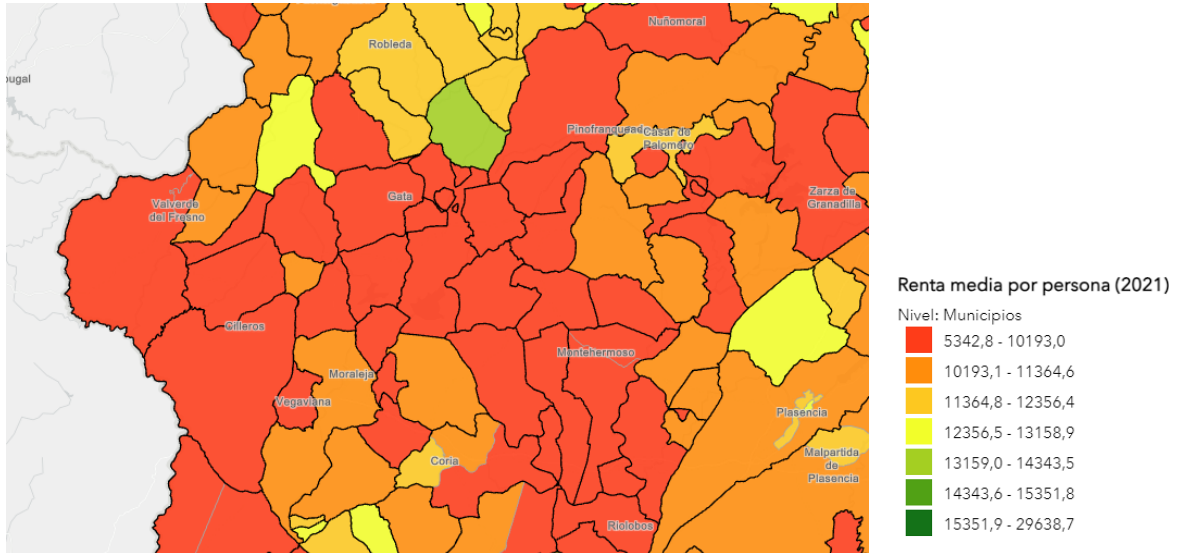 Nuñomoral
Robleda
ougal
Pinofranquead
Casar de
Palomero
Gata
Zarza de
Granadilla
Valverde
del Fresno
Cilleros
Montehermoso
Moraleja
Vegaviana
Plasencia
Coria
Malpartida
de
Plasencia
Riolobos
Renta media por persona (2021)
Nivel: Municipios
5342,8 - 10193,0
10193,1 - 11364,6
11364,8 - 12356,4
12356,5 - 13158,9
13159,0 - 14343,5
14343,6 - 15351,8
15351,9 - 29638,7